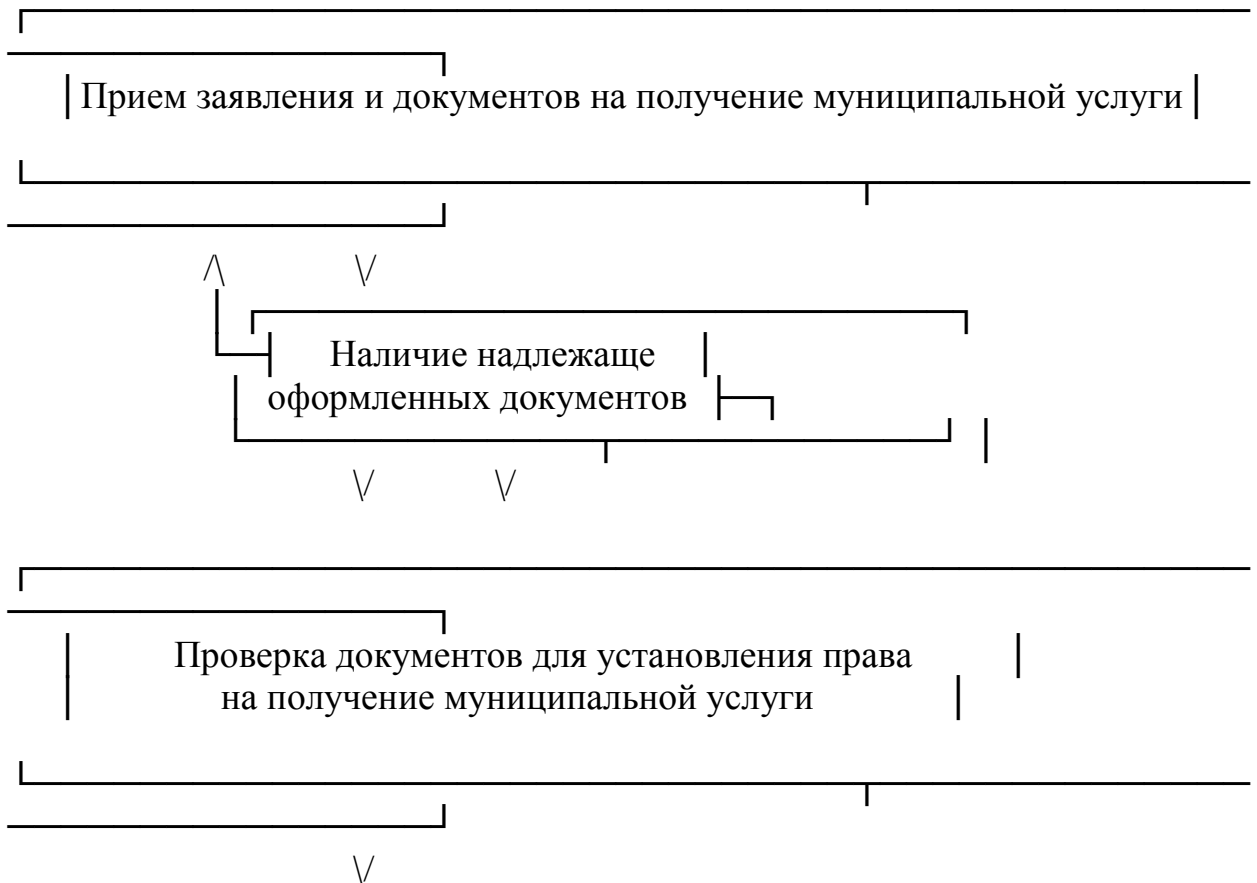 Прием заявления и документов на получение муниципальной услуги
Наличие надлежаще
оформленных документов
Проверка документов для установления права
на получение муниципальной услуги